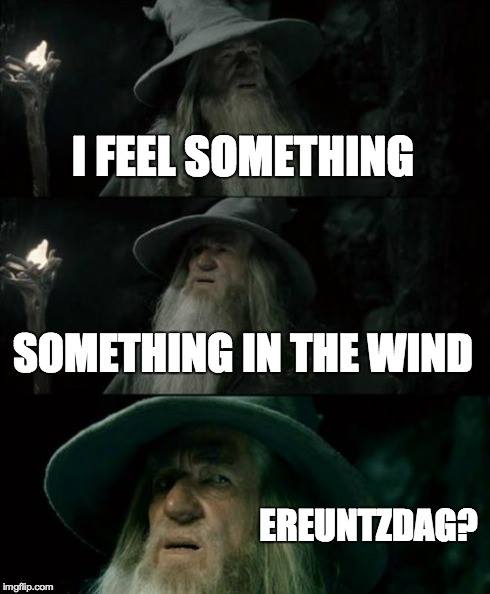 I FEEL SOMETHING
SOMETHING IN THE WIND
EREUNTZDAG?
imgflip.com